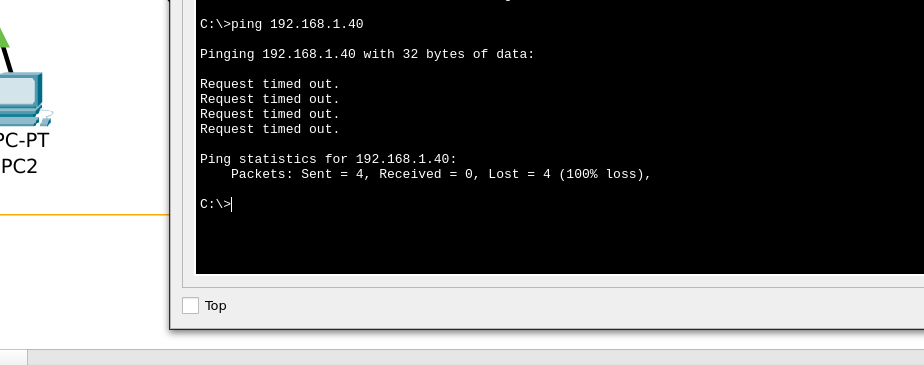 C:\>ping 192.168.1.40
Pinging 192.168.1.40 with 32 bytes of data:
Request timed out.
Request timed out.
Request timed out.
Request timed out.
Ping statistics for 192.168.1.40:
    Packets: Sent = 4, Received = 0, Lost = 4 (100% loss),
C:\>
PC-PT
PC2
Top